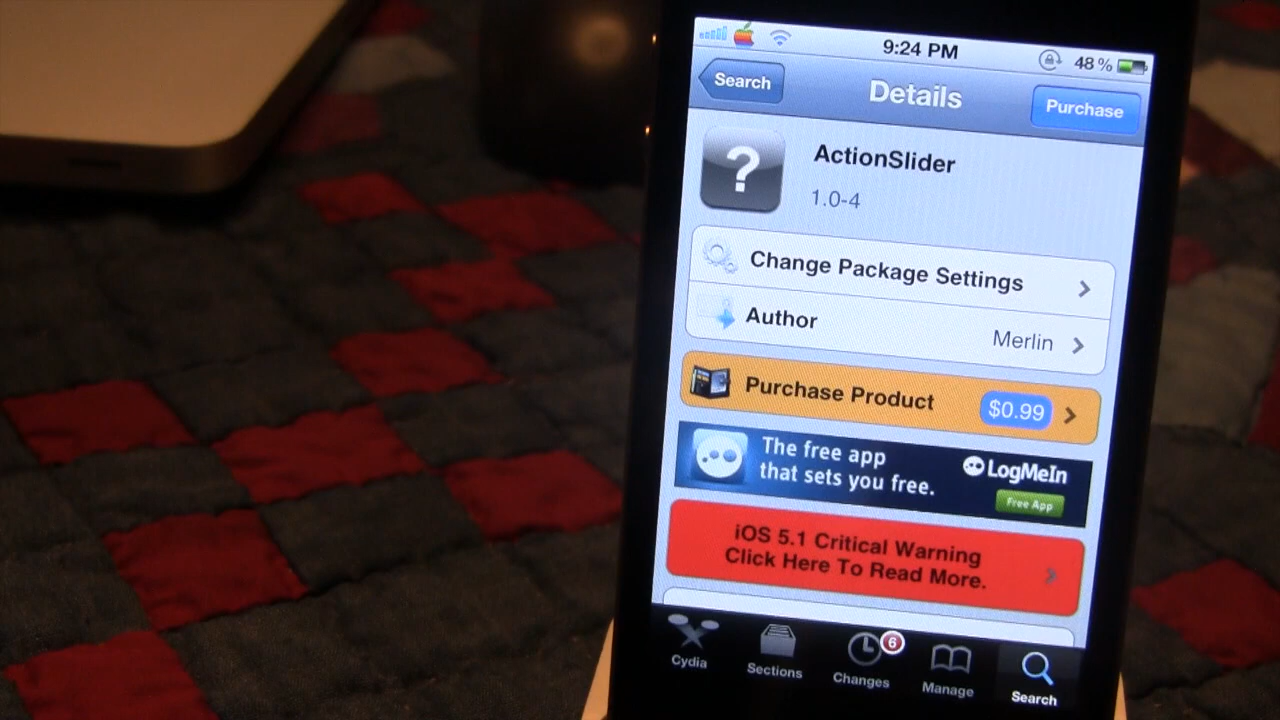 9:24 PM
48 %
Search
Details
Purchase
?
ActionSlider
1.0-4
Change Package Settings
Author
Merlin
Purchase Product
$0.99
The free app
that sets you free.
LogMeIn
Free App
iOS 5.1 Critical Warning
Click Here To Read More.
6
Cydia
Sections
Changes
Manage
Search